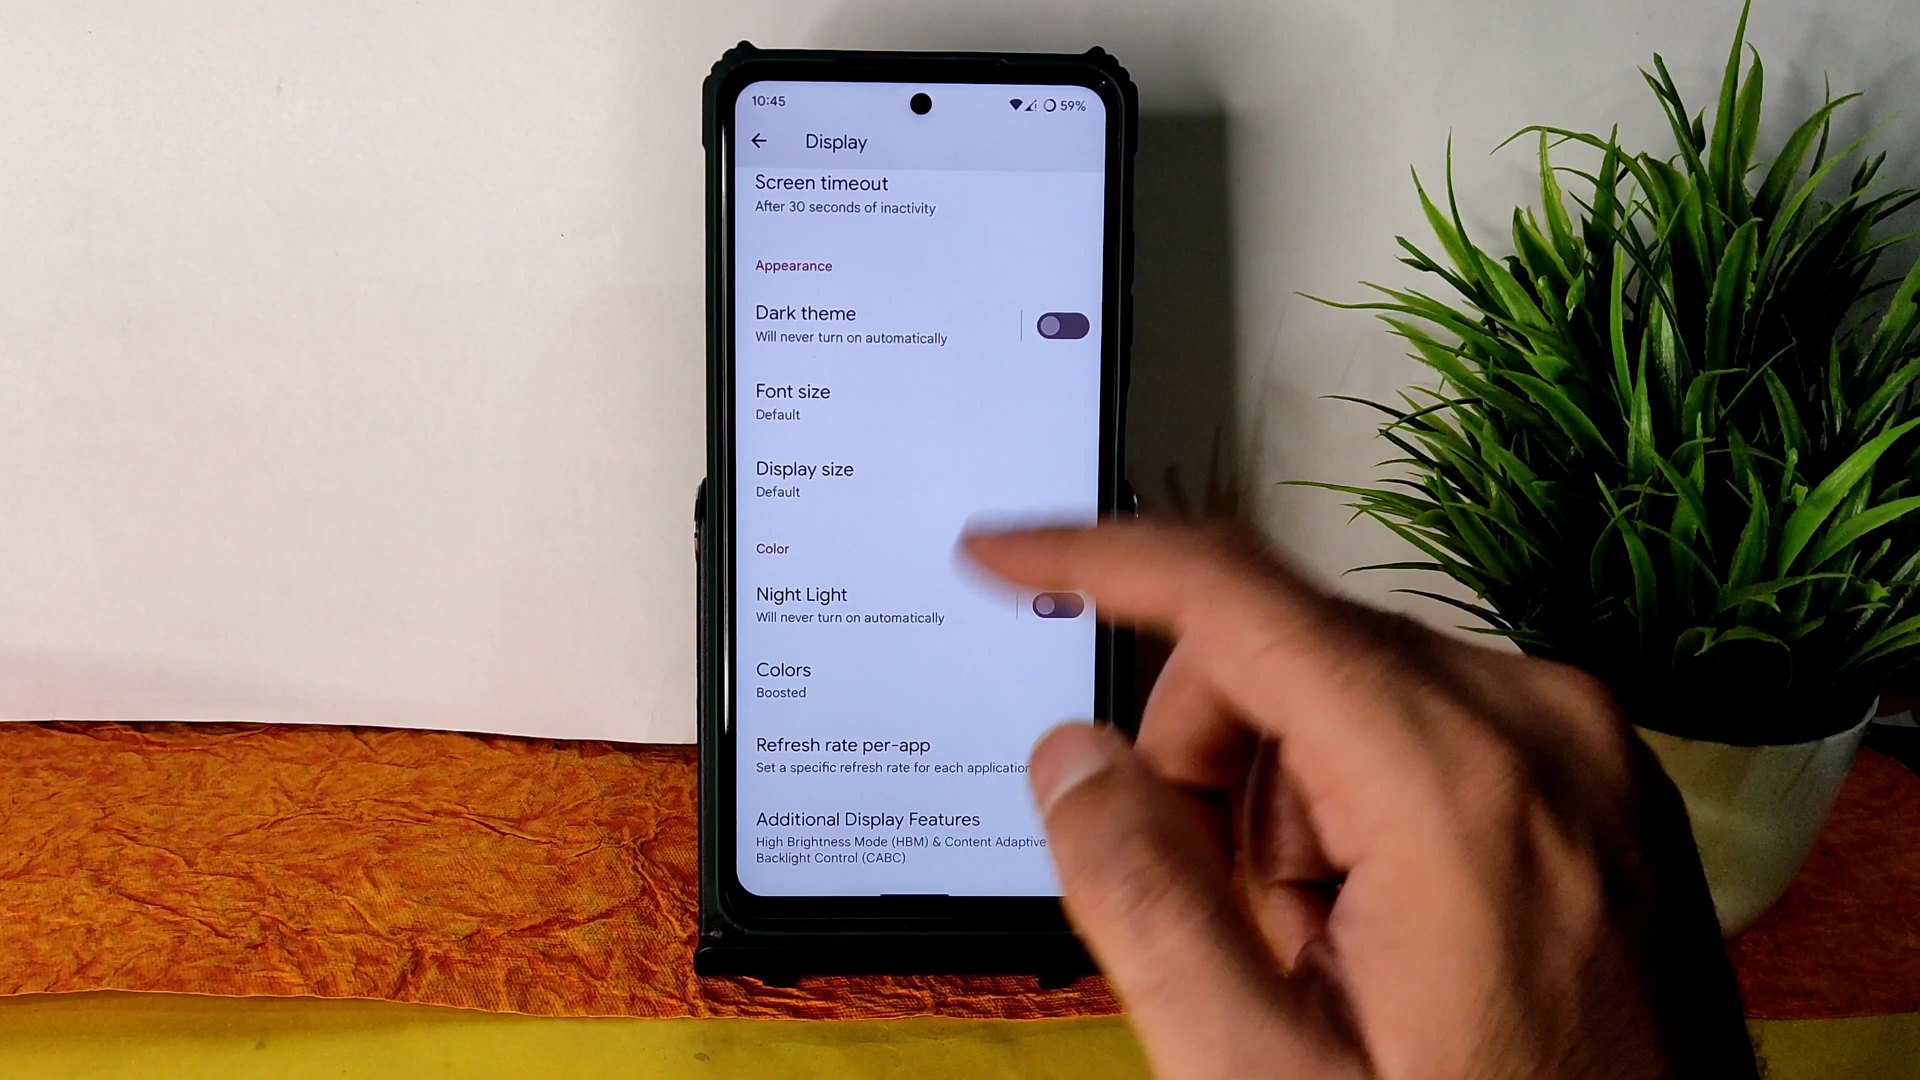 10:45
59%
Display
Screen timeout
After 30 seconds of inactivity
Appearance
Dark theme
Will never turn on automatically
Font size
Default
Display size
Default
Color
Night Light
Will never turn on automatically
Colors
Boosted
Refresh rate per-app
Set a specific refresh rate for each application
Additional Display Features
High Brightness Mode (HBM) & Content Adaptive
Backlight Control (CABC)